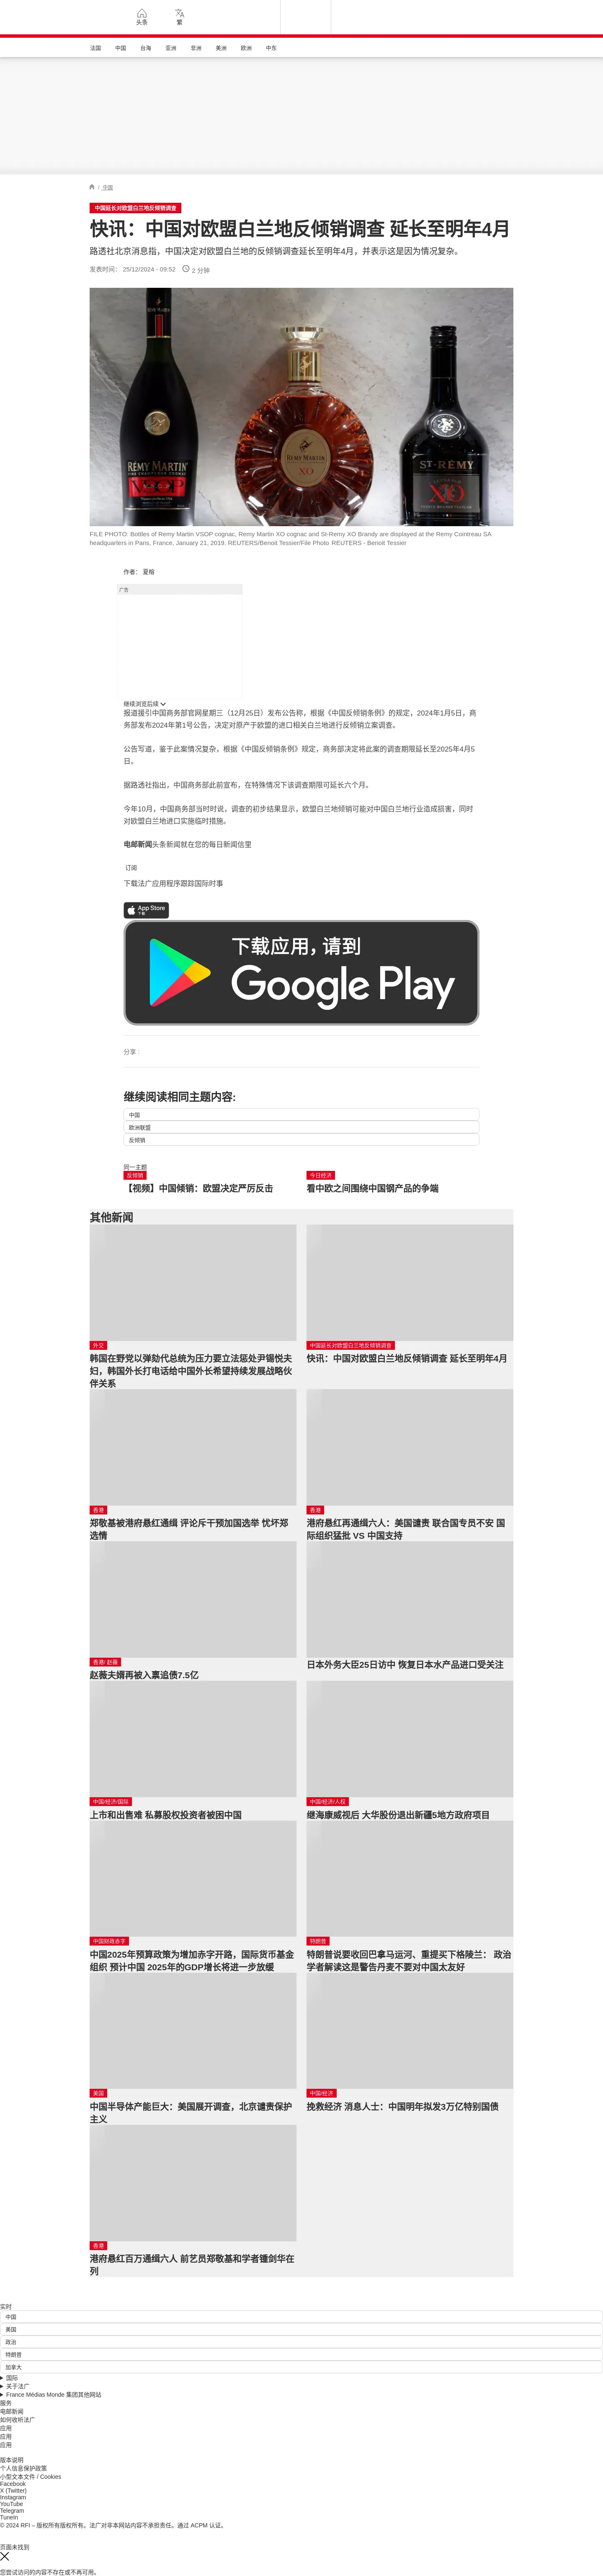 头条
繁
法国
中国
台海
亚洲
非洲
美洲
欧洲
中东
/ 中国
中国延长对欧盟白兰地反倾销调查
快讯：中国对欧盟白兰地反倾销调查 延长至明年4月
路透社北京消息指，中国决定对欧盟白兰地的反倾销调查延长至明年4月，并表示这是因为情况复杂。
发表时间： 25/12/2024 - 09:52 2 分钟
RÉMY MARTIN
VSOP
RÉMY MARTIN
XO
ST-RÉMY
XO
FILE PHOTO: Bottles of Remy Martin VSOP cognac, Remy Martin XO cognac and St-Remy XO Brandy are displayed at the Remy Cointreau SA
headquarters in Paris, France, January 21, 2019. REUTERS/Benoit Tessier/File Photo REUTERS - Benoit Tessier
作者： 夏榕
广告
继续浏览后续
报道援引中国商务部官网星期三（12月25日）发布公告称，根据《中国反倾销条例》的规定，2024年1月5日，商
务部发布2024年第1号公告，决定对原产于欧盟的进口相关白兰地进行反倾销立案调查。
公告写道，鉴于此案情况复杂，根据《中国反倾销条例》规定，商务部决定将此案的调查期限延长至2025年4月5
日。
据路透社指出，中国商务部此前宣布，在特殊情况下该调查期限可延长六个月。
今年10月，中国商务部当时时说，调查的初步结果显示，欧盟白兰地倾销可能对中国白兰地行业造成损害，同时
对欧盟白兰地进口实施临时措施。
电邮新闻头条新闻就在您的每日新闻信里
订阅
下载法广应用程序跟踪国际时事
App Store
下载
下载应用，请到
Google Play
分享 :
继续阅读相同主题内容:
中国
欧洲联盟
反倾销
同一主题
反倾销
【视频】中国倾销：欧盟决定严厉反击
今日经济
看中欧之间围绕中国钢产品的争端
其他新闻
外交
韩国在野党以弹劾代总统为压力要立法惩处尹锡悦夫
妇，韩国外长打电话给中国外长希望持续发展战略伙
伴关系
中国延长对欧盟白兰地反倾销调查
快讯：中国对欧盟白兰地反倾销调查 延长至明年4月
香港
郑敬基被港府悬红通缉 评论斥干预加国选举 忧坏郑
选情
香港
港府悬红再通缉六人：美国谴责 联合国专员不安 国
际组织猛批 VS 中国支持
香港/ 赵薇
赵薇夫婿再被入禀追债7.5亿
日本外务大臣25日访中 恢复日本水产品进口受关注
中国/经济/国际
上市和出售难 私募股权投资者被困中国
中国/经济/人权
继海康威视后 大华股份退出新疆5地方政府项目
中国财政赤字
中国2025年预算政策为增加赤字开路，国际货币基金
组织 预计中国 2025年的GDP增长将进一步放缓
特朗普
特朗普说要收回巴拿马运河、重提买下格陵兰： 政治
学者解读这是警告丹麦不要对中国太友好
美国
中国半导体产能巨大：美国展开调查，北京谴责保护
主义
中国/经济
挽救经济 消息人士：中国明年拟发3万亿特别国债
香港
港府悬红百万通缉六人 前艺员郑敬基和学者锺剑华在
列
实时
中国
美国
政治
特朗普
加拿大
国际
关于法广
France Médias Monde 集团其他网站
服务
电邮新闻
如何收听法广
应用
应用
应用
版本说明
个人信息保护政策
小型文本文件 / Cookies
Facebook
X (Twitter)
Instagram
YouTube
Telegram
TuneIn
© 2024 RFI – 版权所有版权所有。法广对非本网站内容不承担责任。通过 ACPM 认证。
页面未找到
您尝试访问的内容不存在或不再可用。